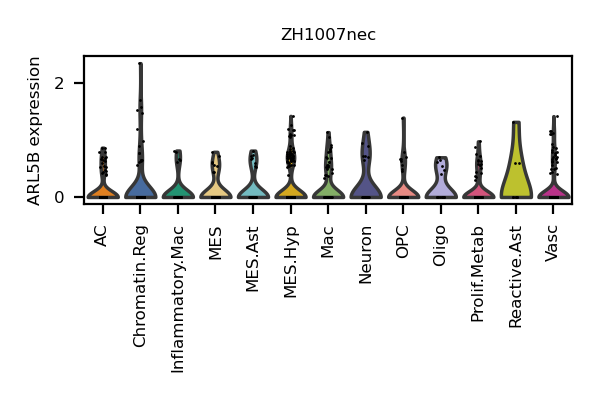 ZH1007nec
ARL5B expression
2
0
AC
Chromatin.Reg
Inflammatory.Mac
MES
MES.Ast
MES.Hyp
Mac
Neuron
OPC
Oligo
Prolif.Metab
Reactive.Ast
Vasc